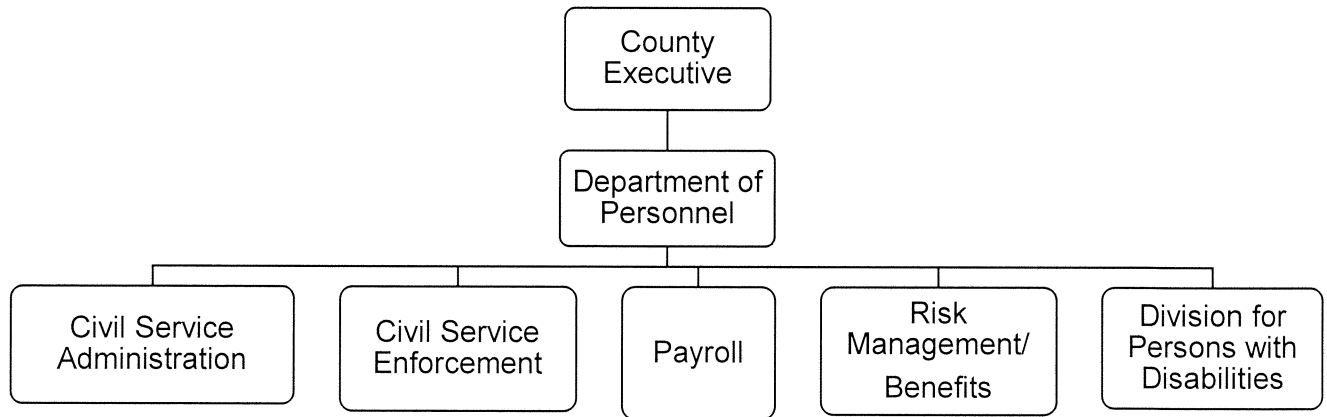 County
Executive
Department of
Personnel
Civil Service
Administration
Civil Service
Enforcement
Payroll
Risk
Management/
Benefits
Division for
Persons with
Disabilities